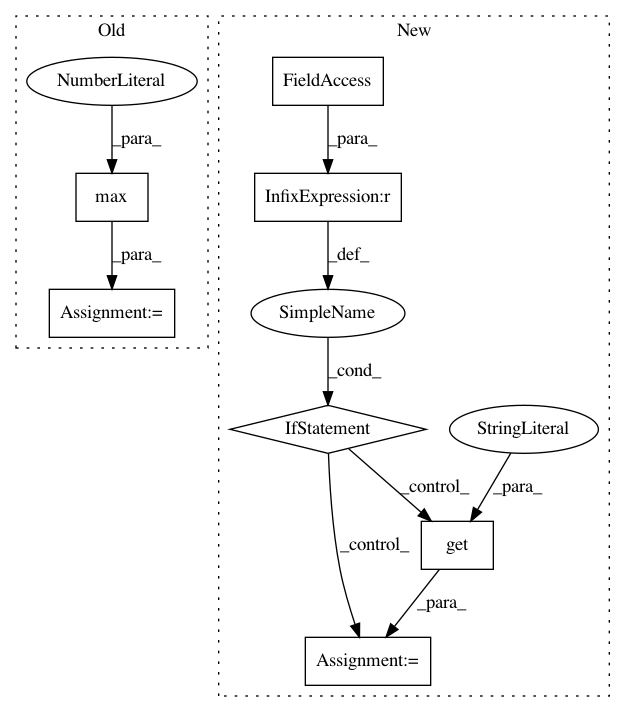 Old
New
NumberLiteral
FieldAccess
_para_
_para_
max
InfixExpression:r
_para_
_def_
Assignment:=
SimpleName
_cond_
IfStatement
StringLiteral
_control_
_para_
get
_control_
_para_
Assignment:=